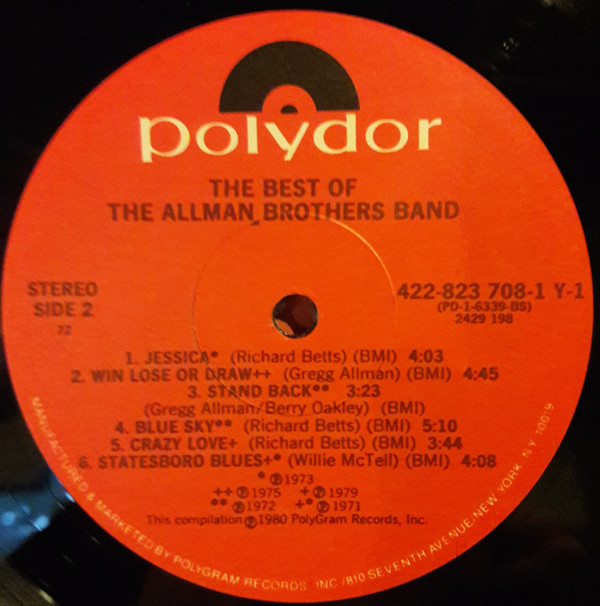 polydor
THE BEST OF
THE ALLMAN BROTHERS BAND
STEREO
SIDE 2
72
422-823 708-1 Y-1
(PD-1-6339-BS)
2429 198
1. JESSICA* (Richard Betts) (BMI) 4:03
2. WIN LOSE OR DRAW++ (Gregg Allman) (BMI) 4:45
3. STAND BACK** 3:23
(Gregg Allman/Berry Oakley) (BMI)
4. BLUE SKY** (Richard Betts) (BMI) 5:10
5. CRAZY LOVE+ (Richard Betts) (BMI) 3:44
6. STATESBORO BLUES+* (Willie McTell) (BMI) 4:08
* ℗ 1973
++ ℗ 1975 + ℗ 1979
** ℗ 1972 +* ℗ 1971
This compilation ℗ 1980 PolyGram Records, Inc.
MANUFACTURED & MARKETED BY POLYGRAM RECORDS, INC./810 SEVENTH AVENUE/NEW YORK, N.Y. 10019